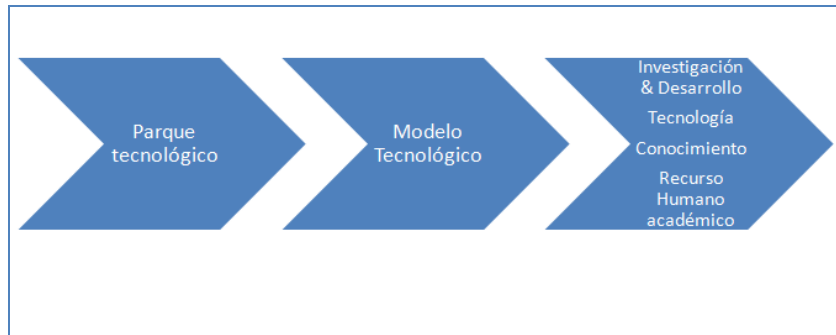 Parque
tecnológico
Modelo
Tecnológico
Investigación
& Desarrollo
Tecnología
Conocimiento
Recurso
Humano
académico